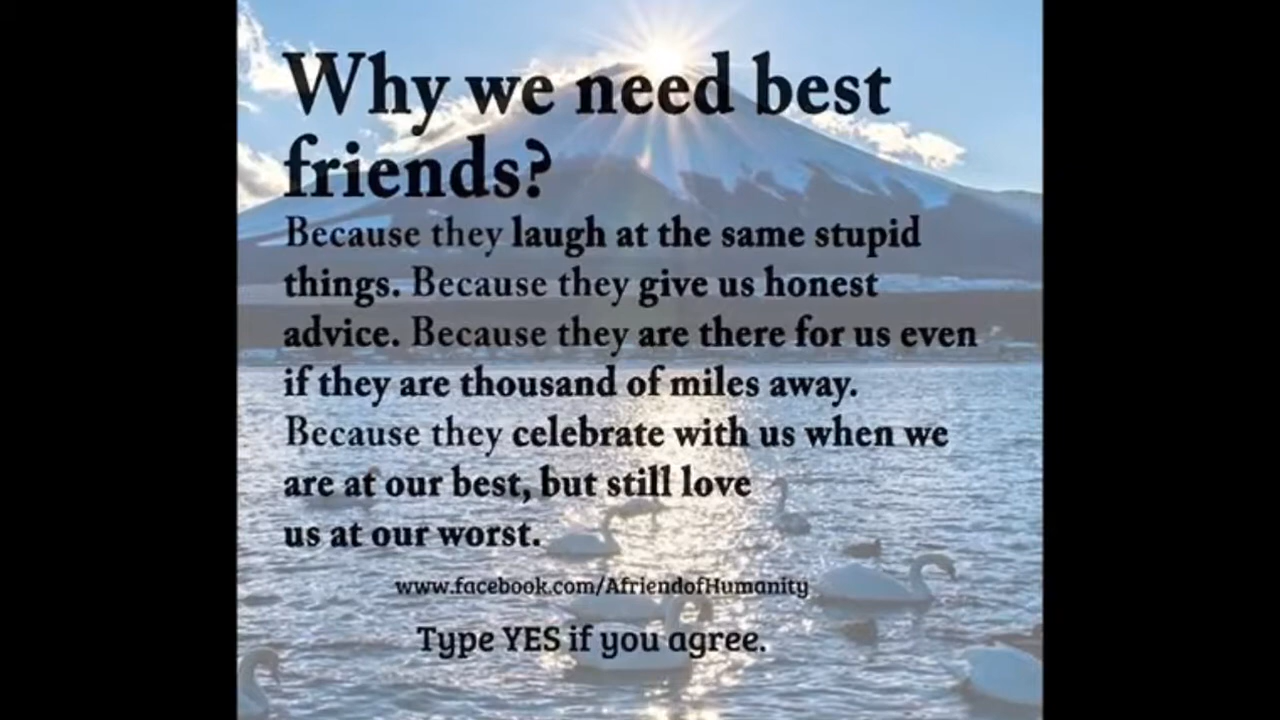 Why we need best
friends?
Because they laugh at the same stupid
things. Because they give us honest
advice. Because they are there for us even
if they are thousand of miles away.
Because they celebrate with us when we
are at our best, but still love
us at our worst.
www.facebook.com/AfriendofHumanity
Type YES if you agree.